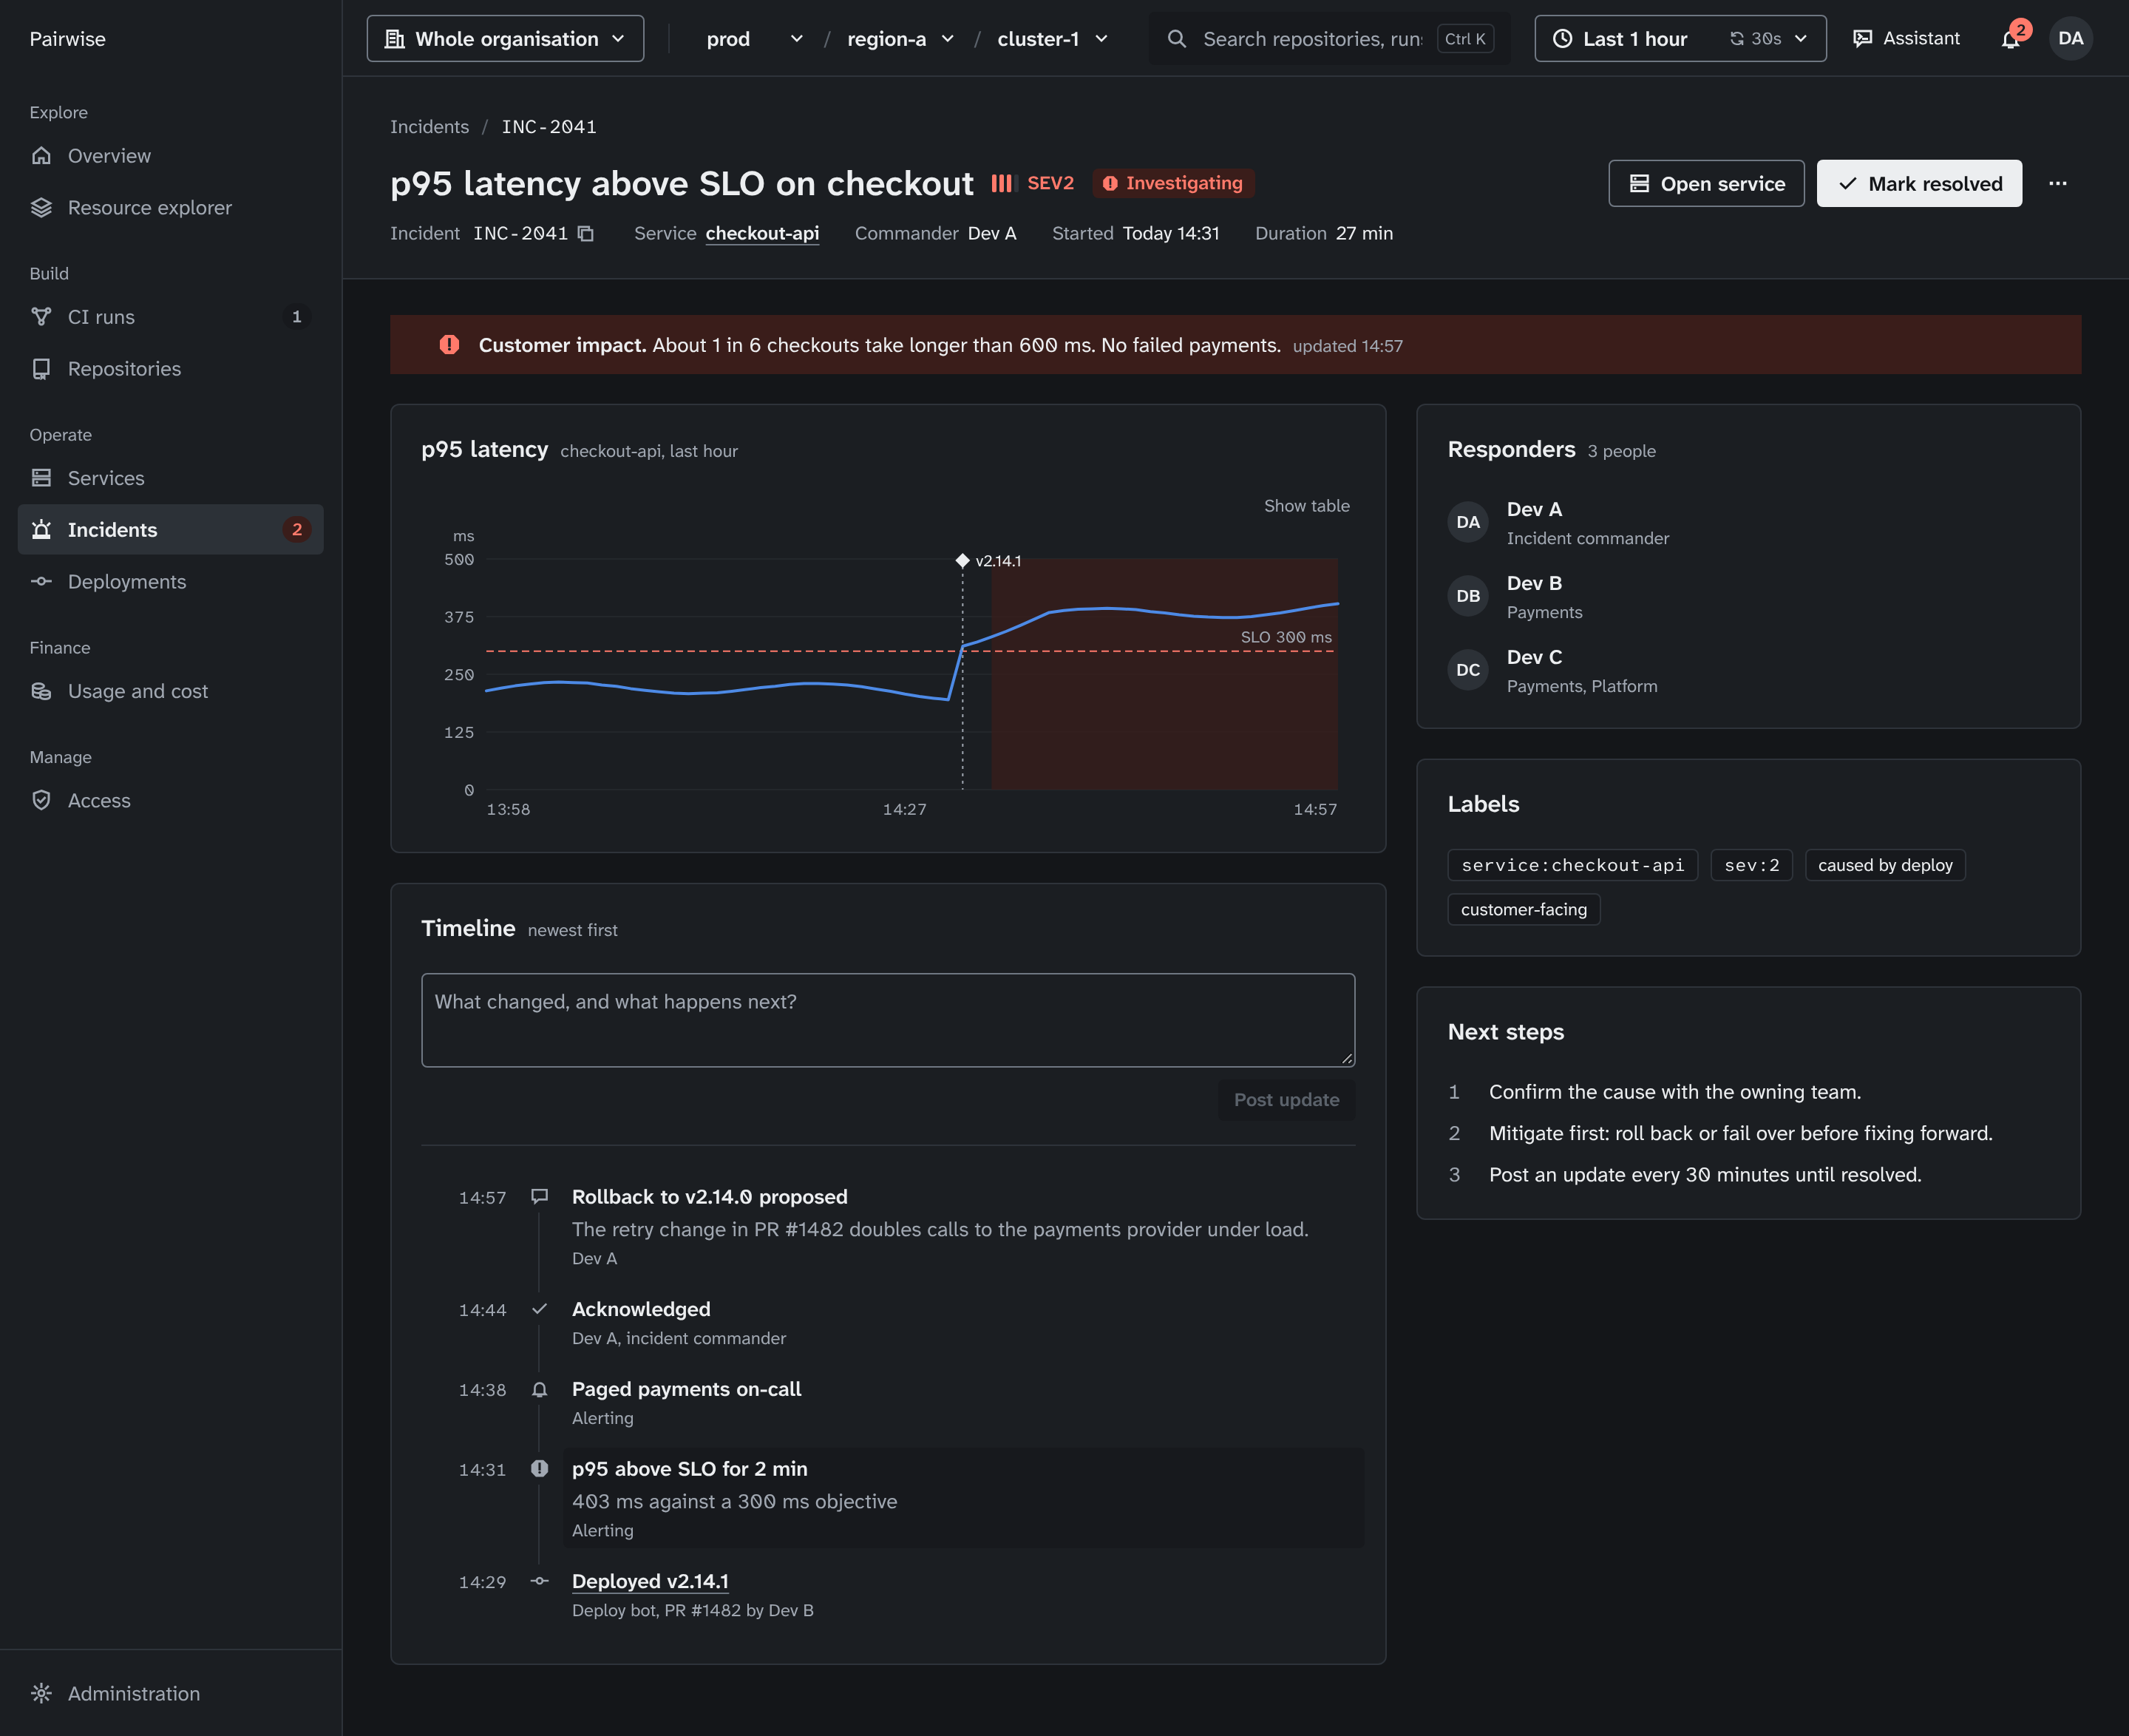 Pairwise
Explore
Overview
Resource explorer
Build
CI runs 1
Repositories
Operate
Services
Incidents 2
Deployments
Finance
Usage and cost
Manage
Access
Administration
Whole organisation
prod / region-a / cluster-1
Search repositories, run Ctrl K
Last 1 hour 30s
Assistant
2
DA
Incidents / INC-2041
p95 latency above SLO on checkout SEV2 Investigating
Open service
Mark resolved
Incident INC-2041 Service checkout-api Commander Dev A Started Today 14:31 Duration 27 min
Customer impact. About 1 in 6 checkouts take longer than 600 ms. No failed payments. updated 14:57
p95 latency checkout-api, last hour
Show table
ms
500
375
250
125
0
v2.14.1
SLO 300 ms
13:58 14:27 14:57
Timeline newest first
What changed, and what happens next?
Post update
14:57 Rollback to v2.14.0 proposed
The retry change in PR #1482 doubles calls to the payments provider under load.
Dev A
14:44 Acknowledged
Dev A, incident commander
14:38 Paged payments on-call
Alerting
14:31 p95 above SLO for 2 min
403 ms against a 300 ms objective
Alerting
14:29 Deployed v2.14.1
Deploy bot, PR #1482 by Dev B
Responders 3 people
DA Dev A
Incident commander
DB Dev B
Payments
DC Dev C
Payments, Platform
Labels
service:checkout-api sev:2 caused by deploy
customer-facing
Next steps
1 Confirm the cause with the owning team.
2 Mitigate first: roll back or fail over before fixing forward.
3 Post an update every 30 minutes until resolved.